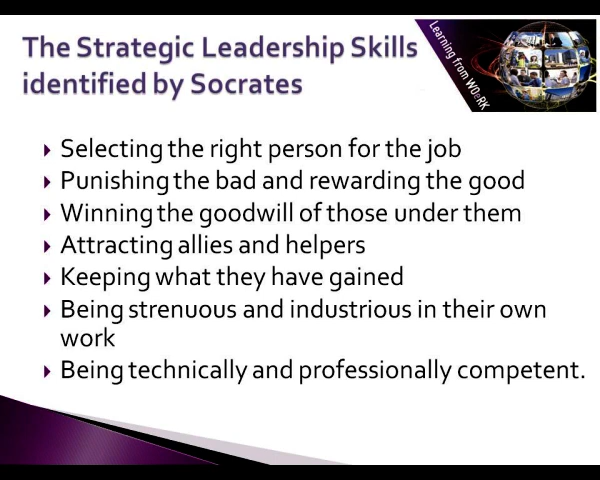 The Strategic Leadership Skills
identified by Socrates
Learning from WOeRK
Selecting the right person for the job
Punishing the bad and rewarding the good
Winning the goodwill of those under them
Attracting allies and helpers
Keeping what they have gained
Being strenuous and industrious in their own
work
Being technically and professionally competent.